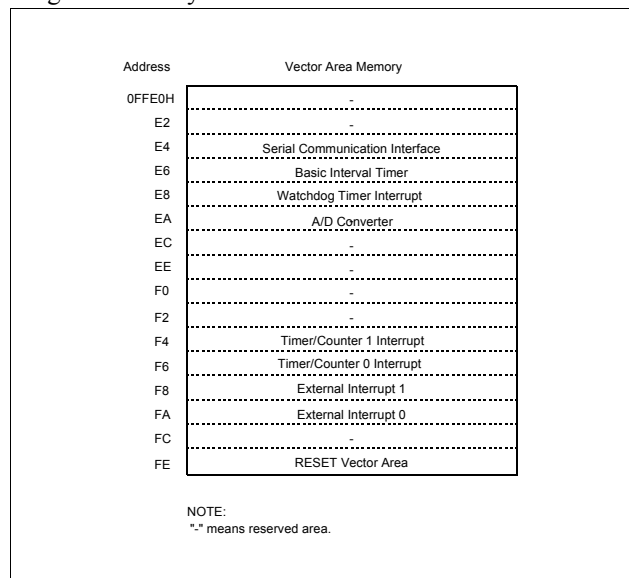 Address Vector Area Memory
0FFE0H -
E2 -
E4 Serial Communication Interface
E6 Basic Interval Timer
E8 Watchdog Timer Interrupt
EA A/D Converter
EC -
EE -
F0 -
F2 -
F4 Timer/Counter 1 Interrupt
F6 Timer/Counter 0 Interrupt
F8 External Interrupt 1
FA External Interrupt 0
FC -
FE RESET Vector Area
NOTE:
"-" means reserved area.